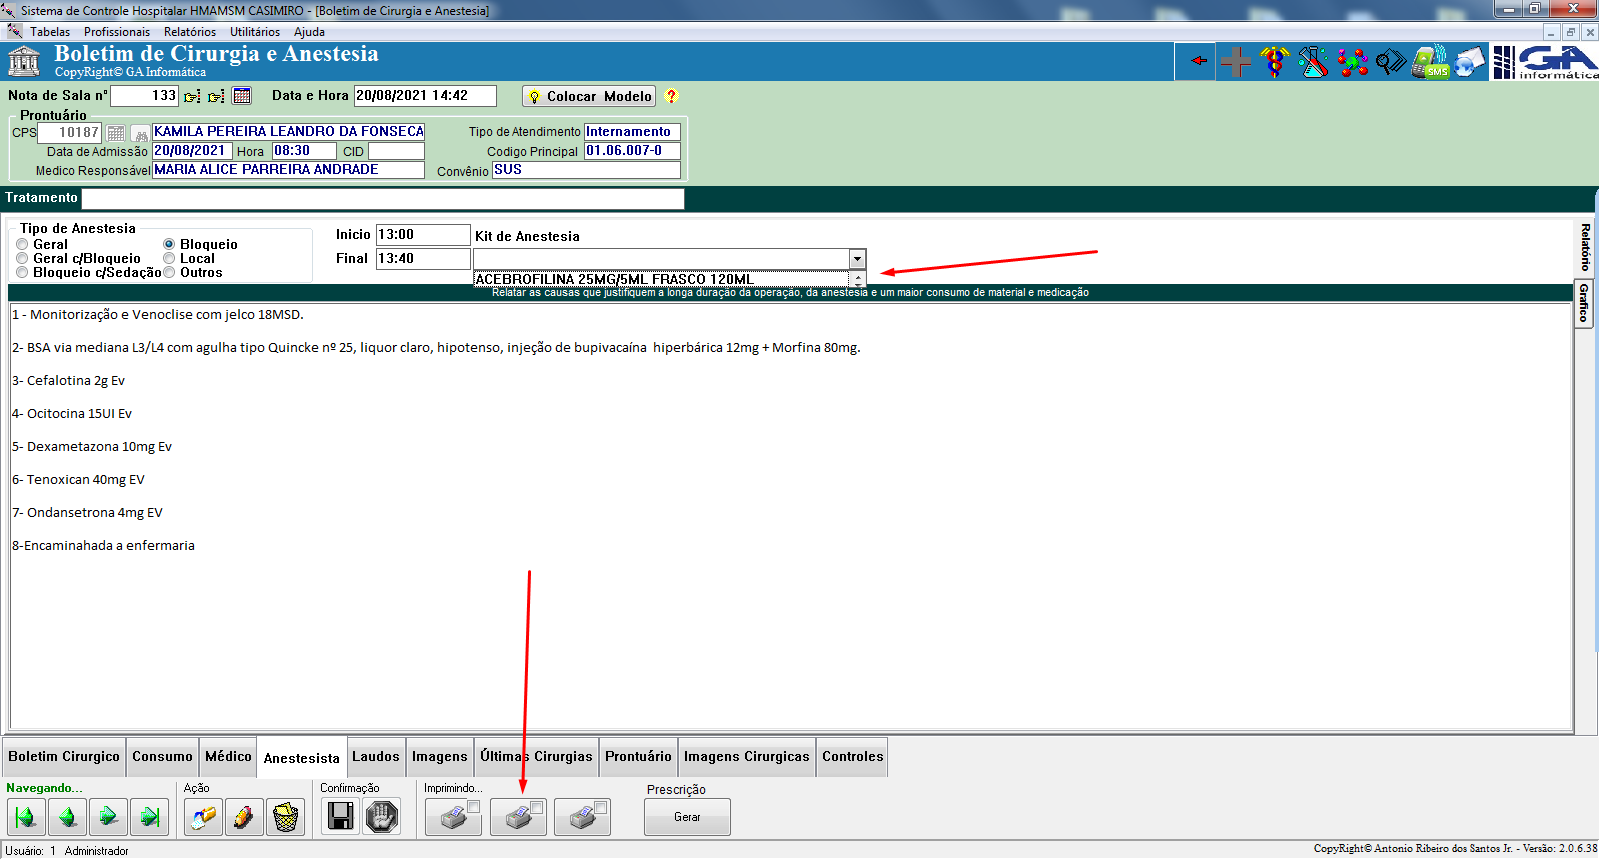 Sistema de Controle Hospitalar HMAMSM CASIMIRO - [Boletim de Cirurgia e Anestesia]
Tabelas Profissionais Relatórios Utilitários Ajuda
Boletim de Cirurgia e Anestesia
CopyRight© GA Informática
SMS
GA
informática
Nota de Sala nº 133 Data e Hora 20/08/2021 14:42 Colocar Modelo ?
Prontuário
CPS 10187 KAMILA PEREIRA LEANDRO DA FONSECA Tipo de Atendimento Internamento
Data de Admissão 20/08/2021 Hora 08:30 CID Codigo Principal 01.06.007-0
Medico Responsável MARIA ALICE PARREIRA ANDRADE Convênio SUS
Tratamento
Tipo de Anestesia
Geral Bloqueio
Geral c/Bloqueio Local
Bloqueio c/Sedação Outros
Inicio 13:00 Kit de Anestesia
Final 13:40
ACEBROFILINA 25MG/5ML FRASCO 120ML
Relatar as causas que justifiquem a longa duração da operação, da anestesia e um maior consumo de material e medicação
Relatório
Grafico
1 - Monitorização e Venoclise com jelco 18MSD.
2- BSA via mediana L3/L4 com agulha tipo Quincke nº 25, liquor claro, hipotenso, injeção de bupivacaína hiperbárica 12mg + Morfina 80mg.
3- Cefalotina 2g Ev
4- Ocitocina 15UI Ev
5- Dexametazona 10mg Ev
6- Tenoxican 40mg EV
7- Ondansetrona 4mg EV
8-Encaminahada a enfermaria
Boletim Cirurgico Consumo Médico Anestesista Laudos Imagens Últimas Cirurgias Prontuário Imagens Cirurgicas Controles
Navegando... Ação Confirmação Imprimindo... Prescrição
Gerar
Usuário: 1 Administrador
CopyRight© Antonio Ribeiro dos Santos Jr. - Versão: 2.0.6.38